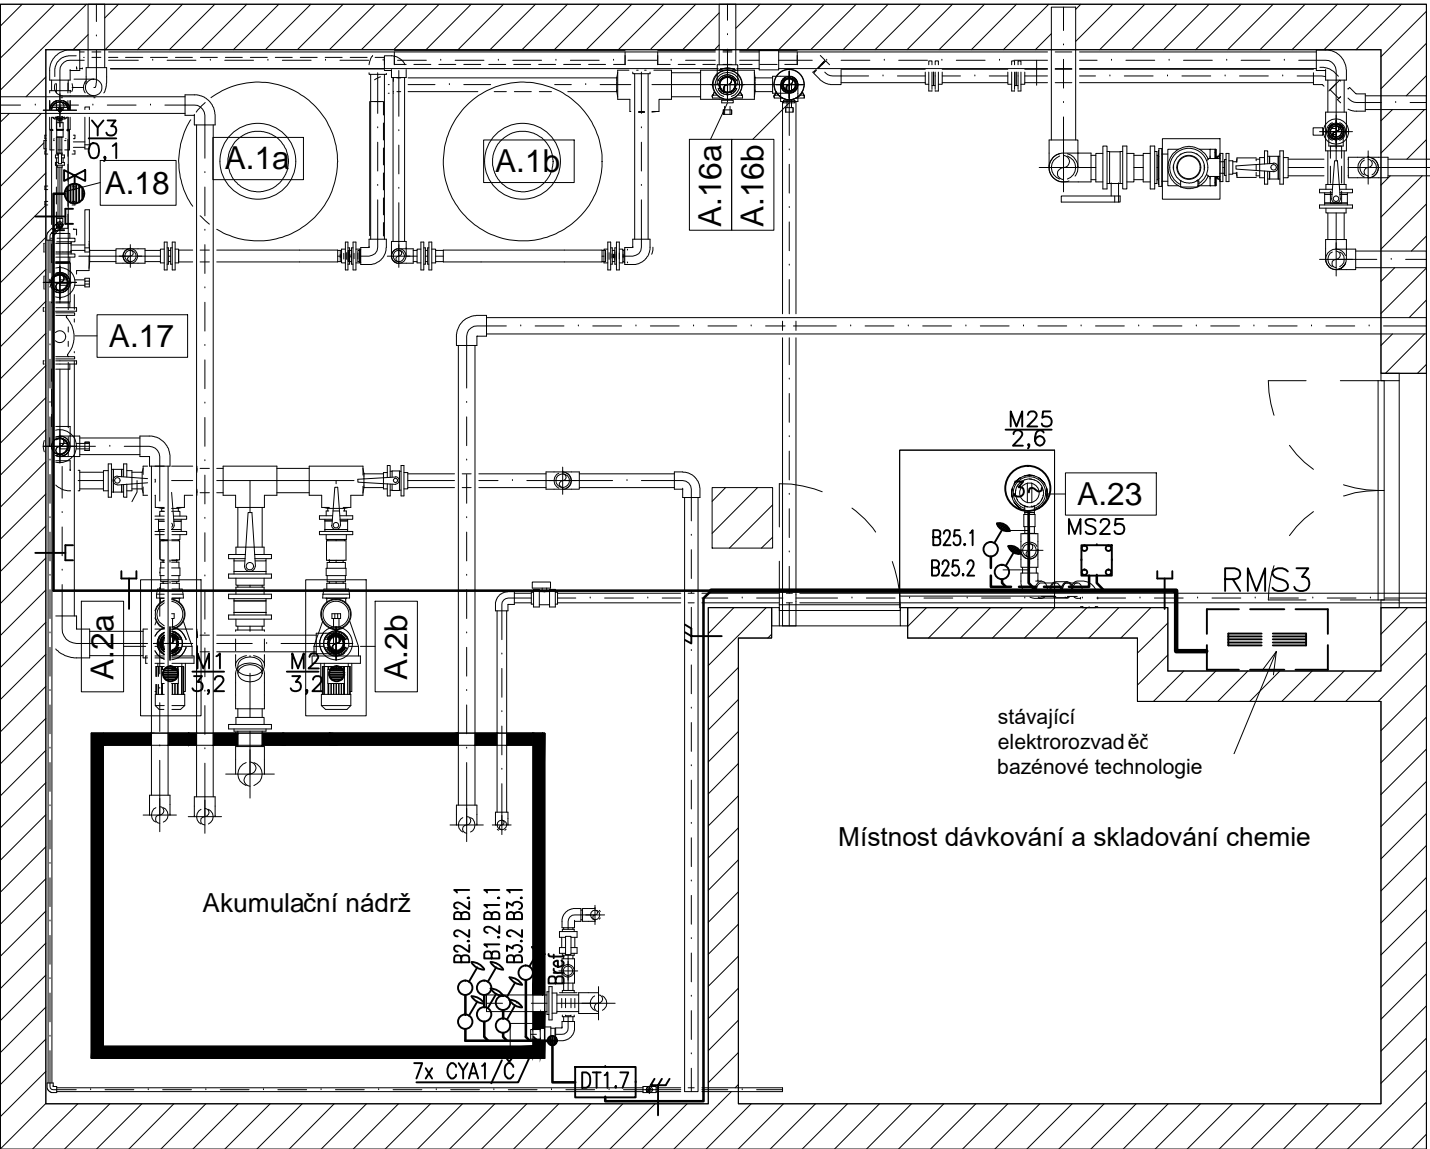 Y3
0,1
A.18
A.1a
A.1b
A.16a
A.16b
A.17
M25
2,6
3~
A.23
MS25
B25.1
B25.2
RMS3
A.2a
M1
3,2
M2
3,2
A.2b
stávající
elektrorozvaděč
bazénové technologie
Místnost dávkování a skladování chemie
Akumulační nádrž
B2.2 B2.1
B1.2 B1.1
B3.2 B3.1
Bref
7x CYA1/Č
DT1.7